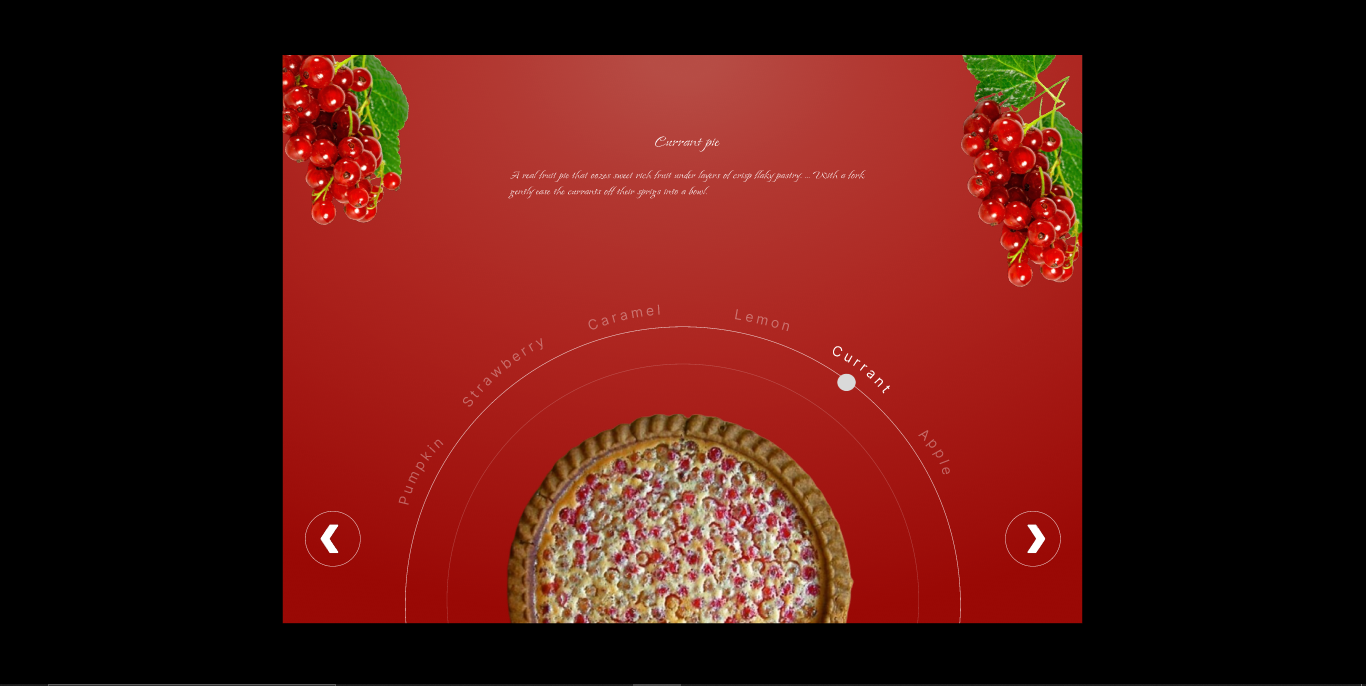 Currant pie
A real fruit pie that oozes sweet rich fruit under layers of crisp flaky pastry. ... With a fork
gently ease the currants off their sprigs into a bowl.
Pumpkin
Strawberry
Caramel
Lemon
Currant
Apple